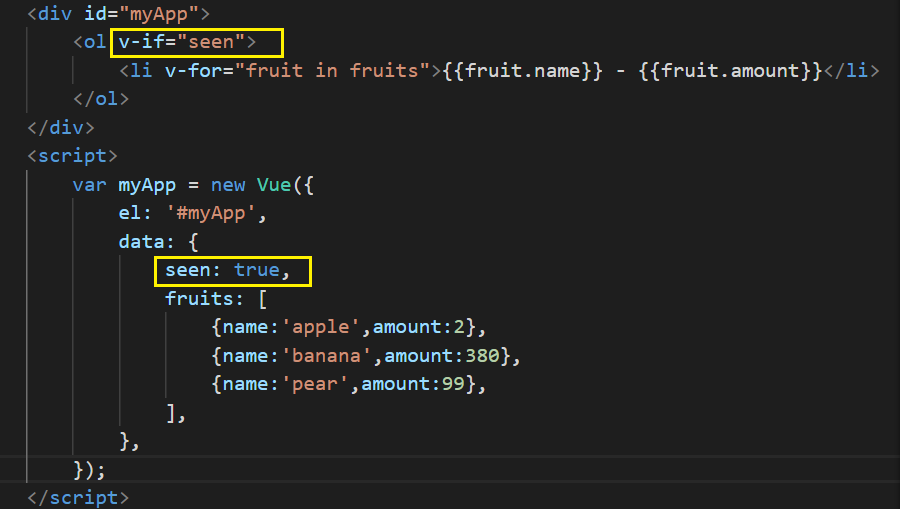 <div id="myApp">
    <ol v-if="seen">
        <li v-for="fruit in fruits">{{fruit.name}} - {{fruit.amount}}</li>
    </ol>
</div>
<script>
    var myApp = new Vue({
        el: '#myApp',
        data: {
            seen: true,
            fruits: [
                {name:'apple',amount:2},
                {name:'banana',amount:380},
                {name:'pear',amount:99},
            ],
        },
    });
</script>